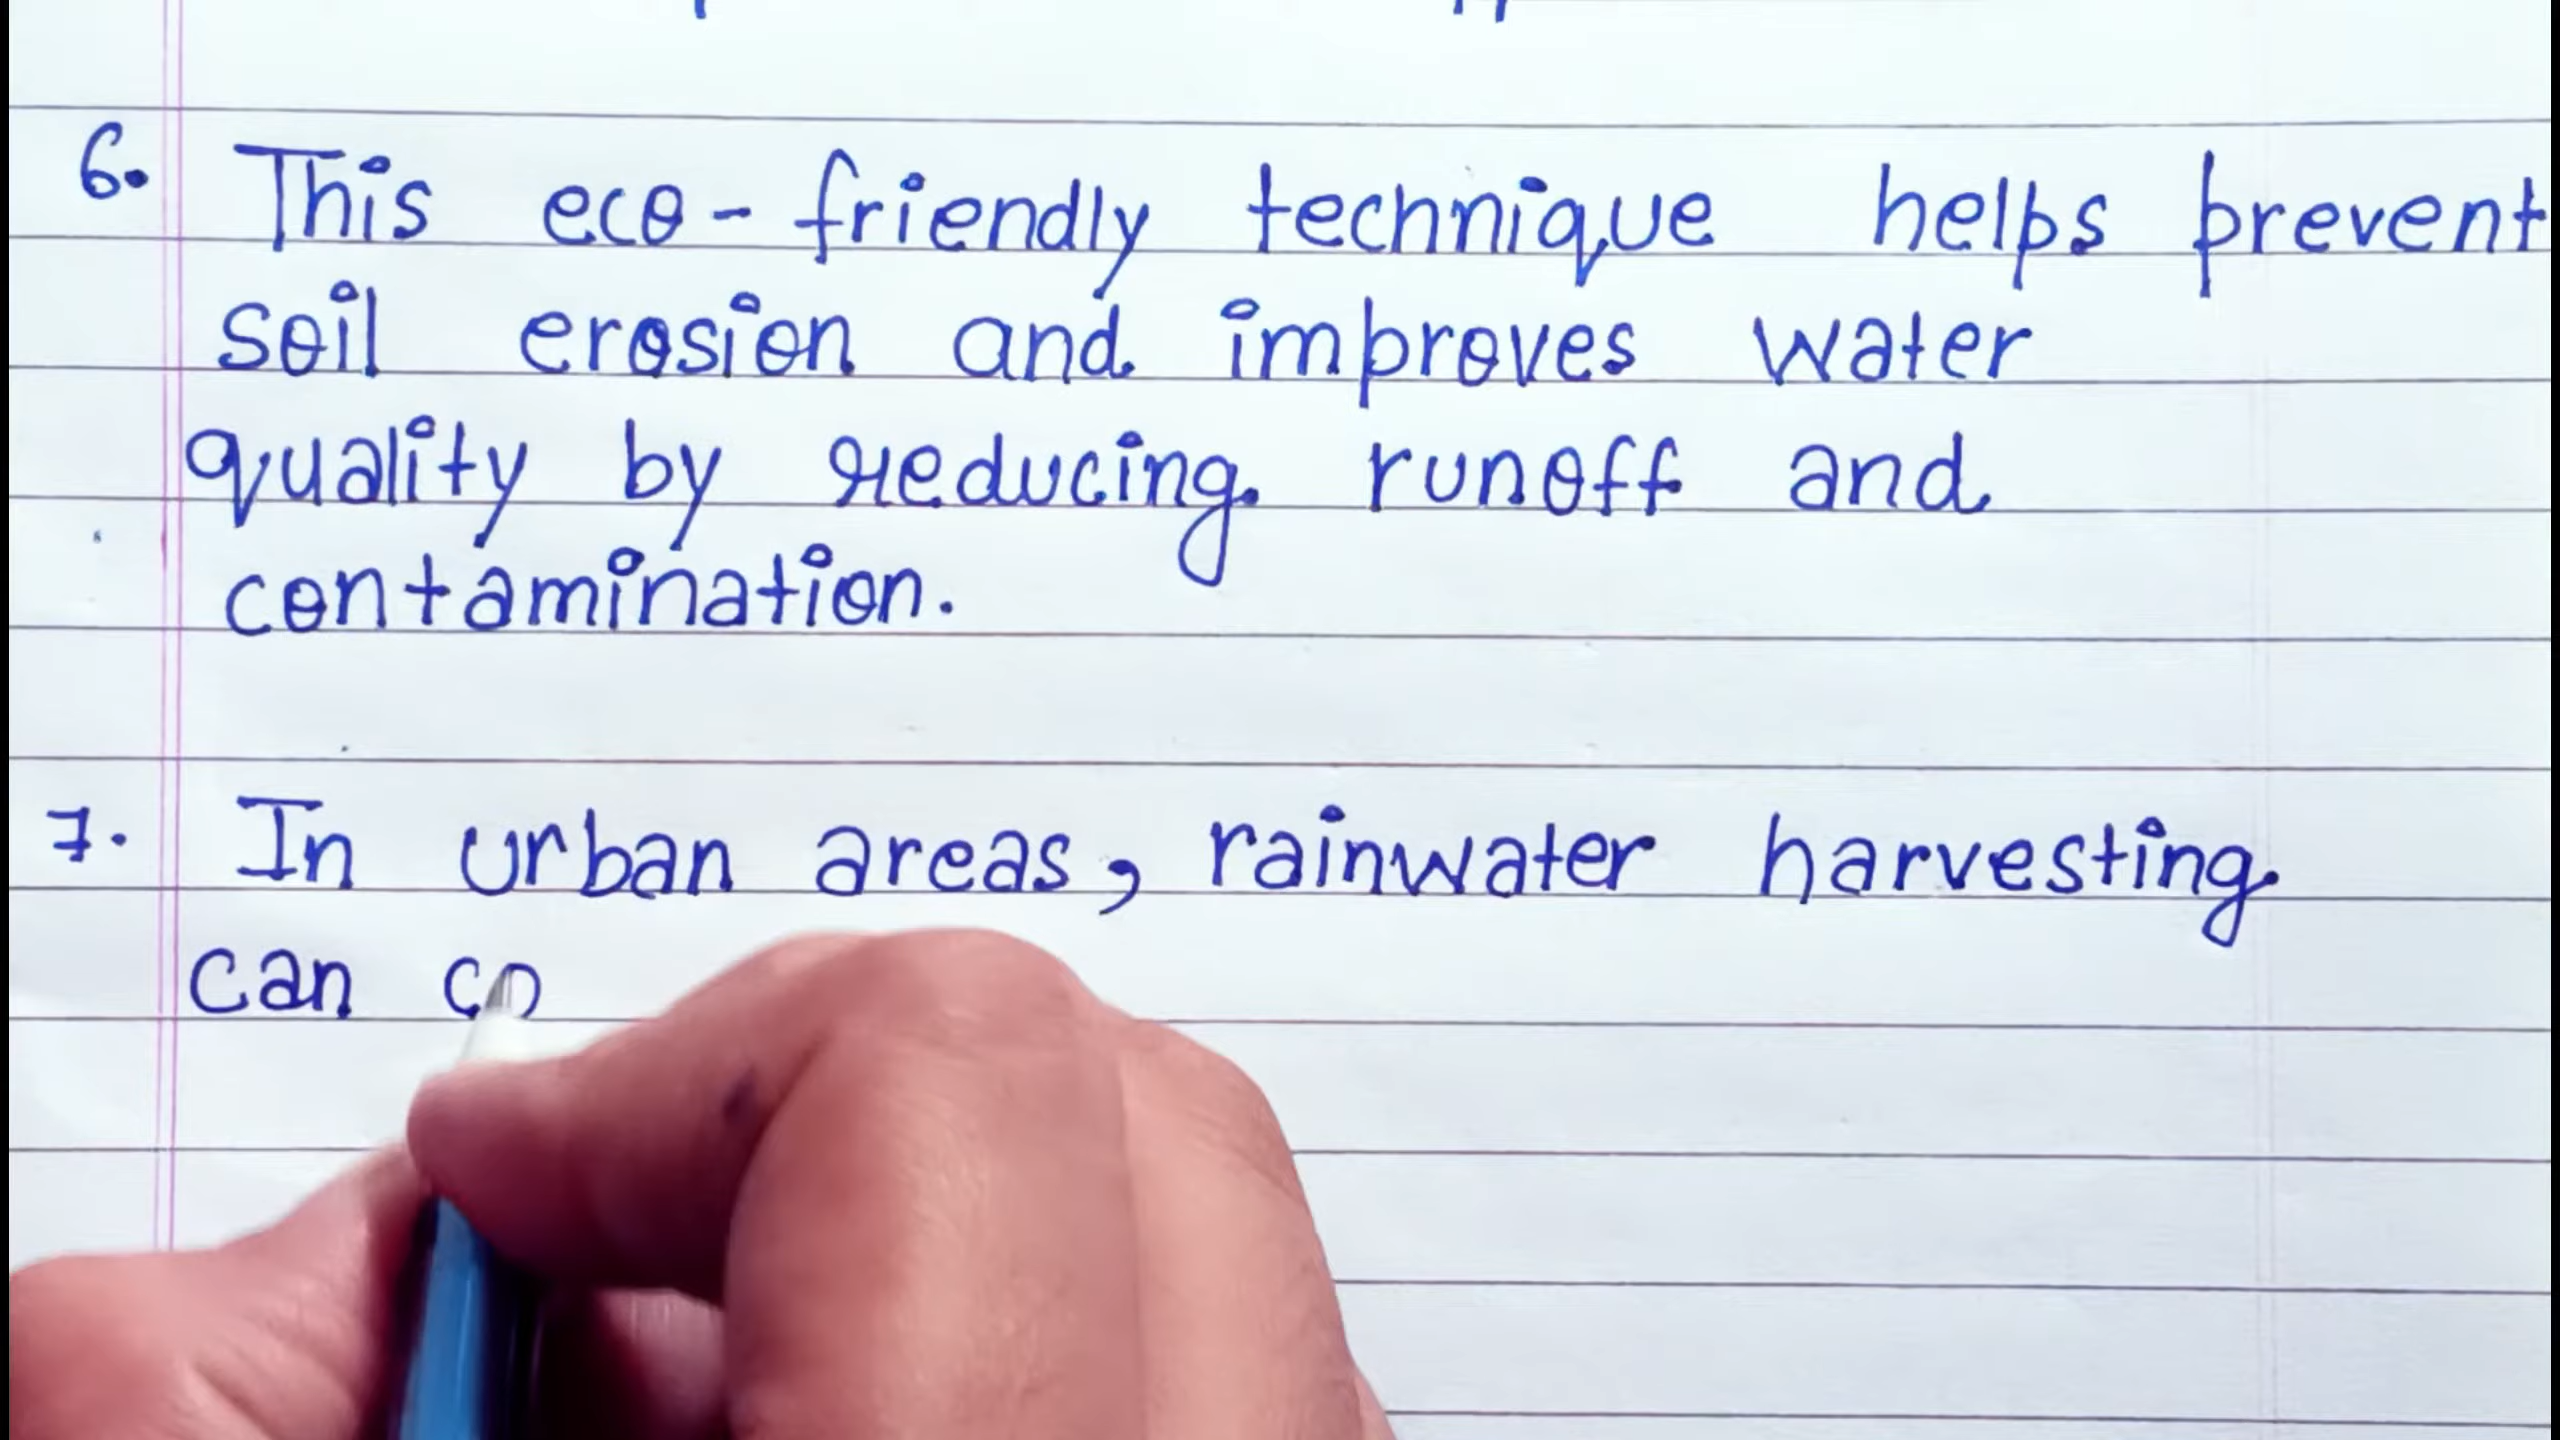 6. This eco-friendly technique helps prevent
soil erosion and improves water
quality by reducing runoff and
contamination.
7. In urban areas, rainwater harvesting
can co